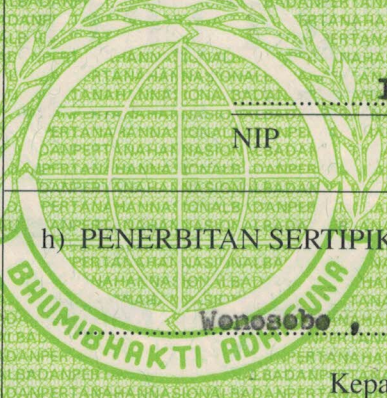 NIP
h) PENERBITAN SERTIPIK
Wonosobo ,
BHUMIBHAKTI ADHIGUNA
Kepa